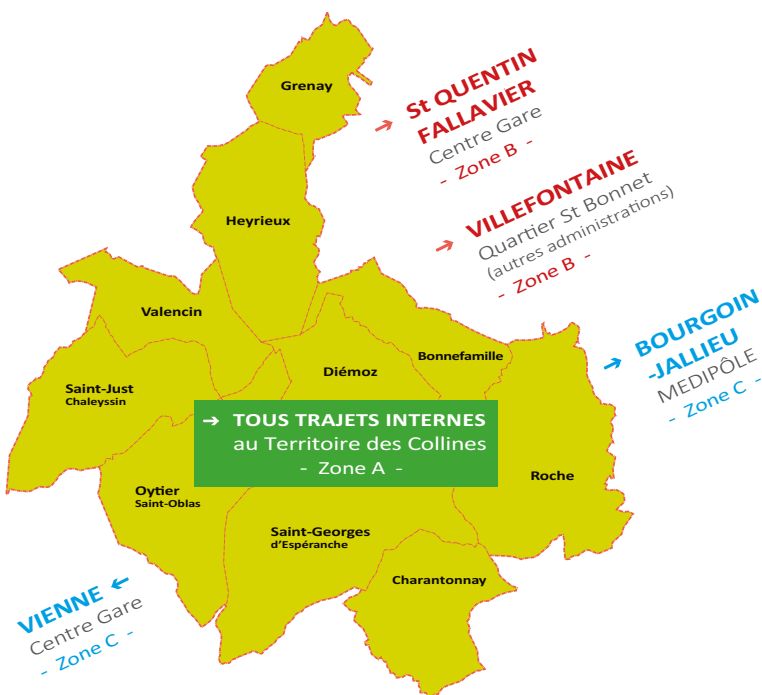 Grenay
→ St QUENTIN
FALLAVIER
Centre Gare
- Zone B -
Heyrieux
→ VILLEFONTAINE
Quartier St Bonnet
(autres administrations)
- Zone B -
Valencin
→ BOURGOIN
-JALLIEU
MEDIPÔLE
- Zone C -
Bonnefamille
Diémoz
Saint-Just
Chaleyssin
→ TOUS TRAJETS INTERNES
au Territoire des Collines
- Zone A -
Roche
Oytier
Saint-Oblas
Saint-Georges
d'Espéranche
Charantonnay
VIENNE ←
Centre Gare
- Zone C -